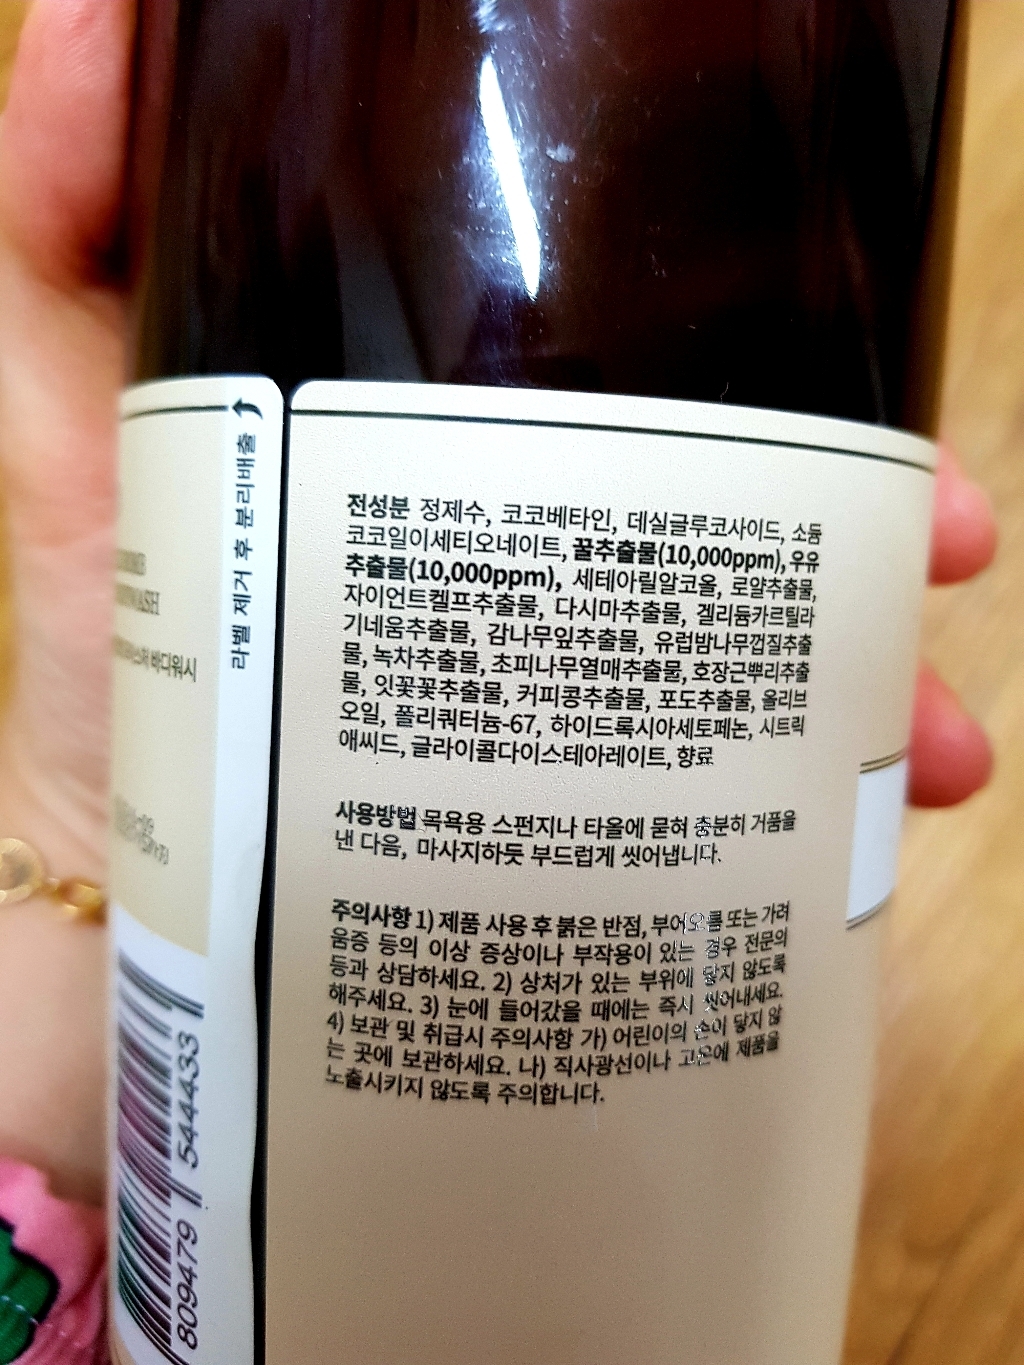 라벨 제거 후 분리배출
바디워시
809479 544433
전성분 정제수, 코코베타인, 데실글루코사이드, 소듐
코코일이세티오네이트, 꿀추출물(10,000ppm), 우유
추출물(10,000ppm), 세테아릴알코올, 로얄추출물,
자이언트켈프추출물, 다시마추출물, 겔리듐카르틸라
기네움추출물, 감나무잎추출물, 유럽밤나무껍질추출
물, 녹차추출물, 초피나무열매추출물, 호장근뿌리추출
물, 잇꽃꽃추출물, 커피콩추출물, 포도추출물, 올리브
오일, 폴리쿼터늄-67, 하이드록시아세토페논, 시트릭
애씨드, 글라이콜다이스테아레이트, 향료
사용방법 목욕용 스펀지나 타올에 묻혀 충분히 거품을
낸 다음, 마사지하듯 부드럽게 씻어냅니다.
주의사항 1) 제품 사용 후 붉은 반점, 부어오름 또는 가려
움증 등의 이상 증상이나 부작용이 있는 경우 전문의
등과 상담하세요. 2) 상처가 있는 부위에 닿지 않도록
해주세요. 3) 눈에 들어갔을 때에는 즉시 씻어내세요.
4) 보관 및 취급시 주의사항 가) 어린이의 손이 닿지 않
는 곳에 보관하세요. 나) 직사광선이나 고온에 제품을
노출시키지 않도록 주의합니다.